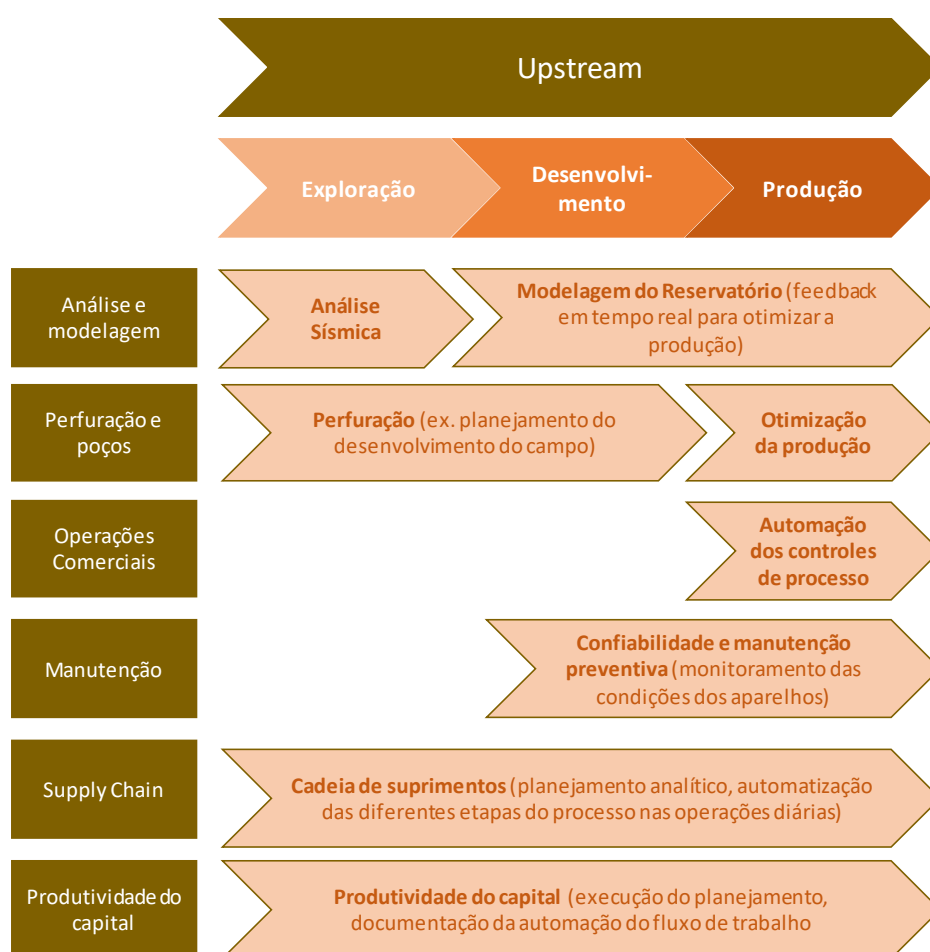 Upstream
Exploração
Desenvolvi-
mento
Produção
Análise e
modelagem
Análise
Sísmica
Modelagem do Reservatório (feedback
em tempo real para otimizar a
produção)
Perfuração e
poços
Perfuração (ex. planejamento do
desenvolvimento do campo)
Otimização
da produção
Operações
Comerciais
Automação
dos controles
de processo
Manutenção
Confiabilidade e manutenção
preventiva (monitoramento das
condições dos aparelhos)
Supply Chain
Cadeia de suprimentos (planejamento analítico, automatização
das diferentes etapas do processo nas operações diárias)
Produtividade do
capital
Produtividade do capital (execução do planejamento,
documentação da automação do fluxo de trabalho